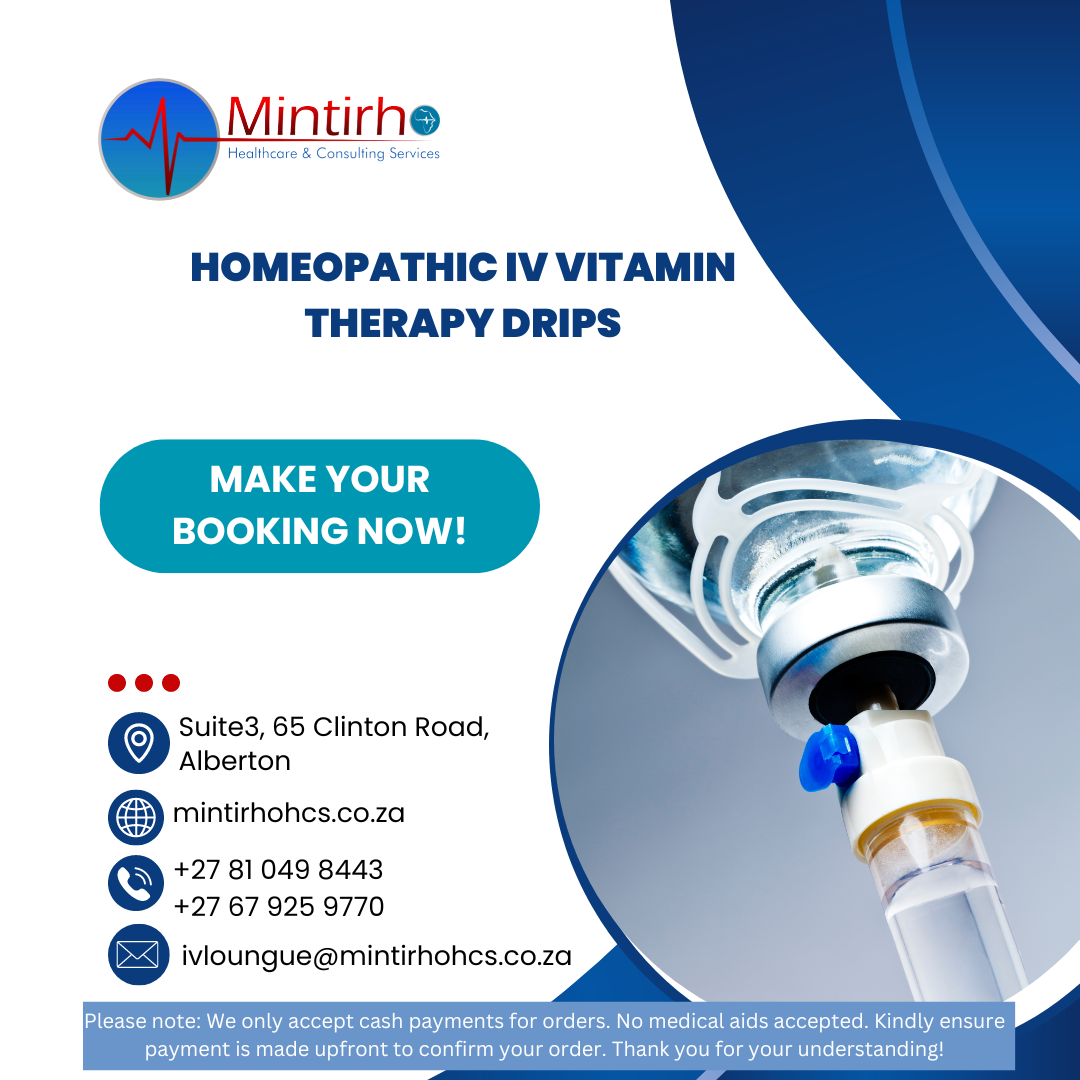 Mintirho
Healthcare & Consulting Services
HOMEOPATHIC IV VITAMIN
THERAPY DRIPS
MAKE YOUR
BOOKING NOW!
Suite3, 65 Clinton Road,
Alberton
mintirhohcs.co.za
+27 81 049 8443
+27 67 925 9770
ivloungue@mintirhohcs.co.za
Please note: We only accept cash payments for orders. No medical aids accepted. Kindly ensure
payment is made upfront to confirm your order. Thank you for your understanding!